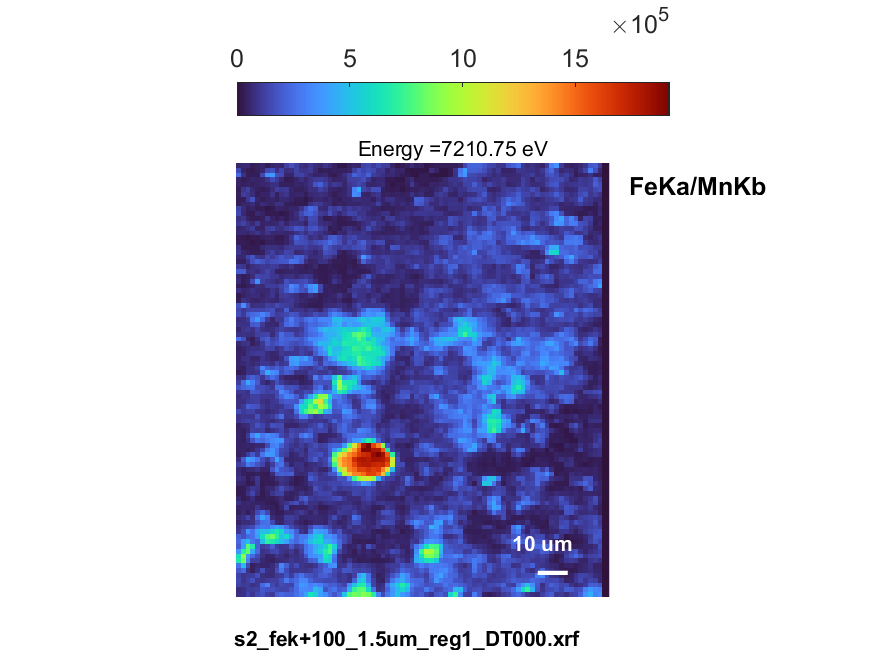 ×10⁵
0 5 10 15
Energy =7210.75 eV
FeKa/MnKb
10 um
s2_fek+100_1.5um_reg1_DT000.xrf